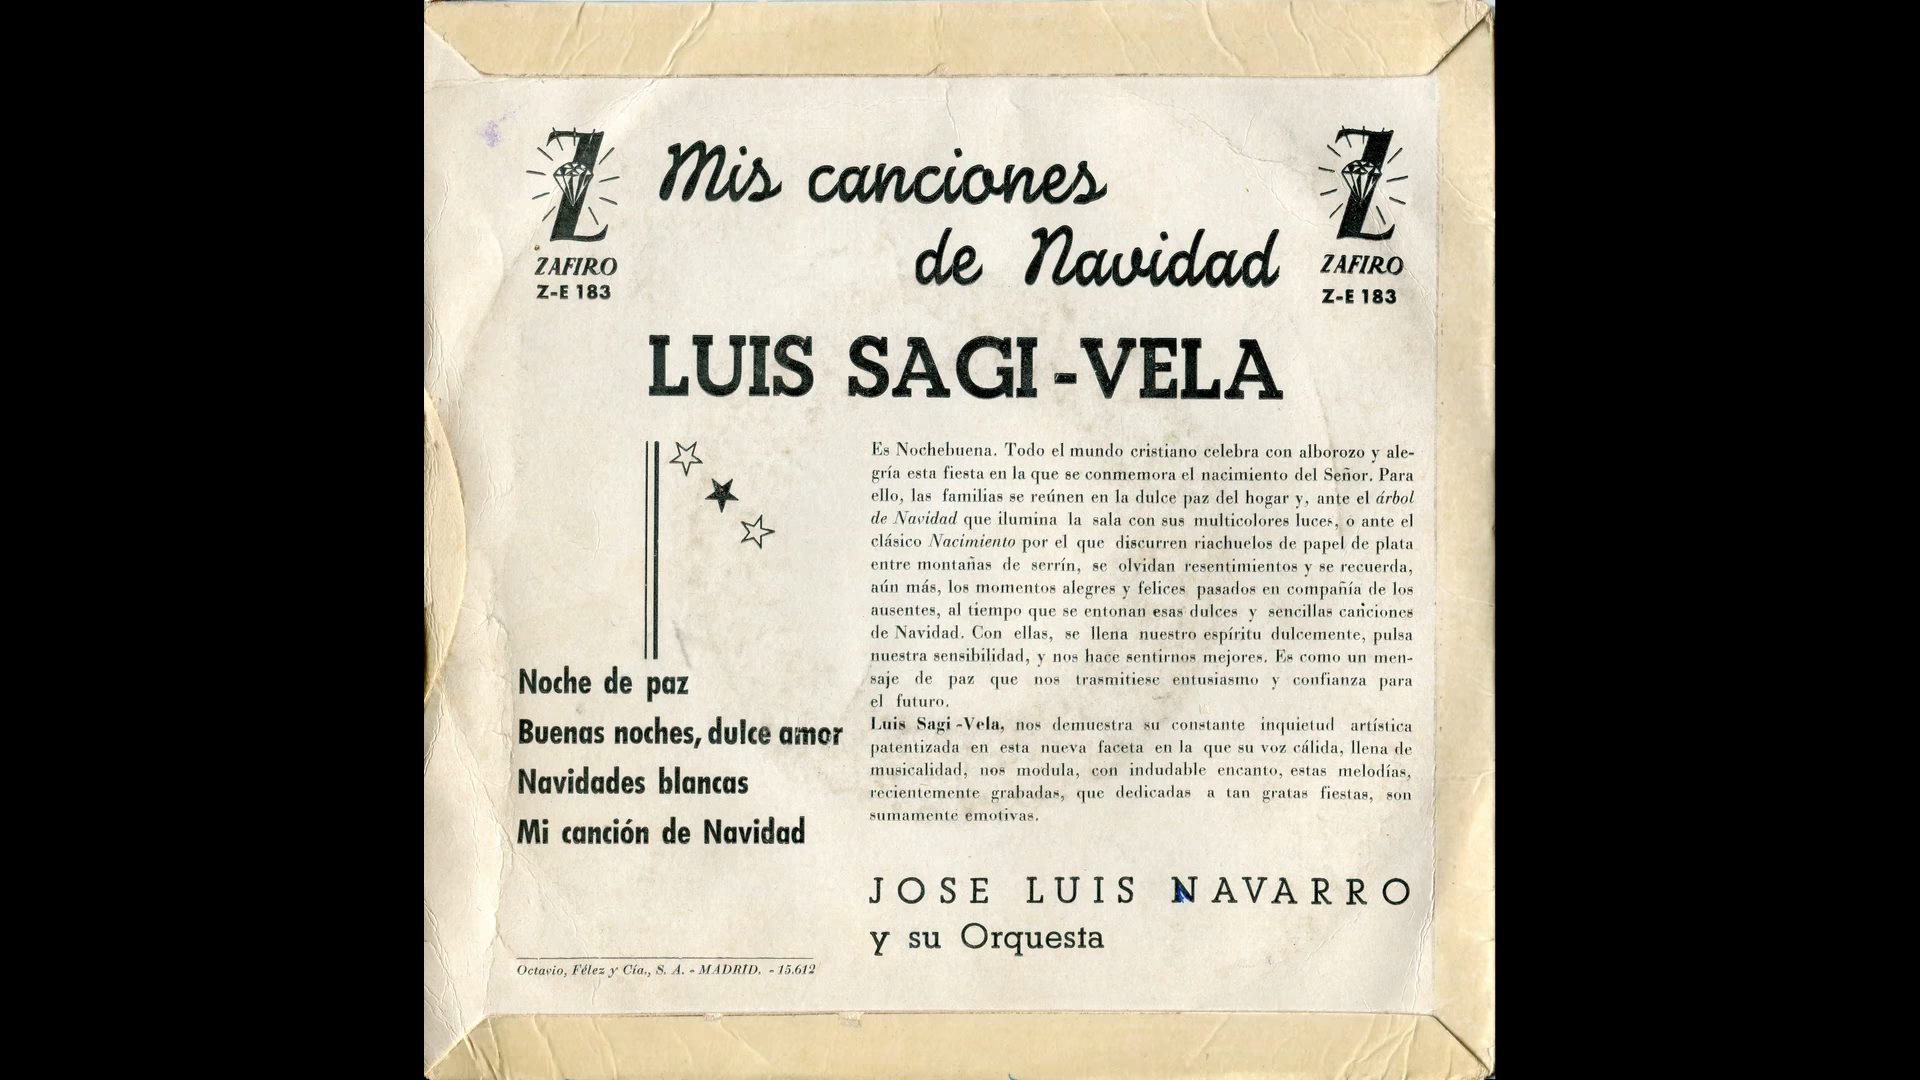 Z
ZAFIRO
Z-E 183
Mis canciones
de Navidad
Z
ZAFIRO
Z-E 183
LUIS SAGI-VELA
Noche de paz
Buenas noches, dulce amor
Navidades blancas
Mi canción de Navidad
Es Nochebuena. Todo el mundo cristiano celebra con alborozo y ale-
gría esta fiesta en la que se conmemora el nacimiento del Señor. Para
ello, las familias se reúnen en la dulce paz del hogar y, ante el árbol
de Navidad que ilumina la sala con sus multicolores luces, o ante el
clásico Nacimiento por el que discurren riachuelos de papel de plata
entre montañas de serrín, se olvidan resentimientos y se recuerda,
aún más, los momentos alegres y felices pasados en compañía de los
ausentes, al tiempo que se entonan esas dulces y sencillas canciones
de Navidad. Con ellas, se llena nuestro espíritu dulcemente, pulsa
nuestra sensibilidad, y nos hace sentirnos mejores. Es como un men-
saje de paz que nos trasmitiese entusiasmo y confianza para
el futuro.
Luis Sagi-Vela, nos demuestra su constante inquietud artística
patentizada en esta nueva faceta en la que su voz cálida, llena de
musicalidad, nos modula, con indudable encanto, estas melodías,
recientemente grabadas, que dedicadas a tan gratas fiestas, son
sumamente emotivas.
JOSE LUIS NAVARRO
y su Orquesta
Octavio, Félez y Cía., S. A. - MADRID. - 15.612